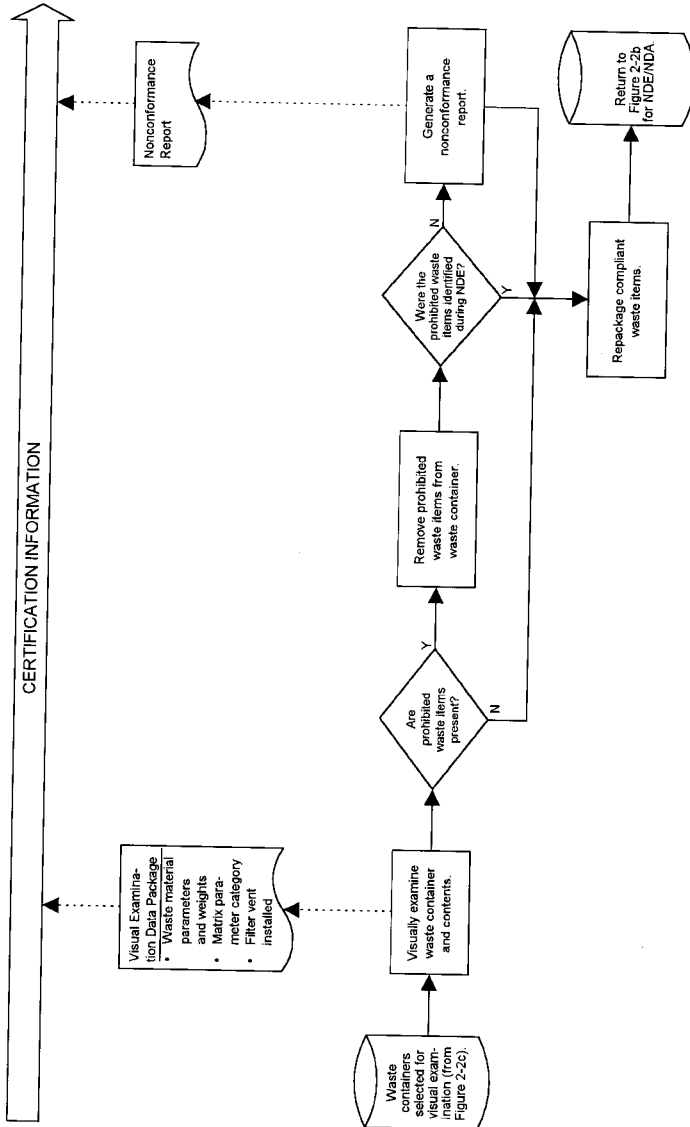 CERTIFICATION INFORMATION
Visual Examina-
tion Data Package
• Waste material
parameters
and weights
• Matrix para-
meter category
• Filter vent
installed
Nonconformance
Report
Waste
containers
selected for
visual exam-
ination (from
Figure 2-2c).
Visually examine
waste container
and contents.
Are
prohibited
waste items
present?
Y
N
Remove prohibited
waste items from
waste container.
Were the
prohibited waste
items identified
during NDE?
N
Y
Generate a
nonconformance
report.
Repackage compliant
waste items.
Return to
Figure 2-2b
for NDE/NDA.